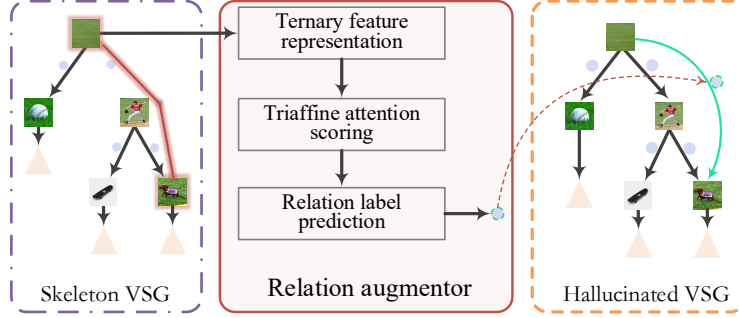 Ternary feature
representation
Triaffine attention
scoring
Relation label
prediction
Skeleton VSG
Relation augmentor
Hallucinated VSG